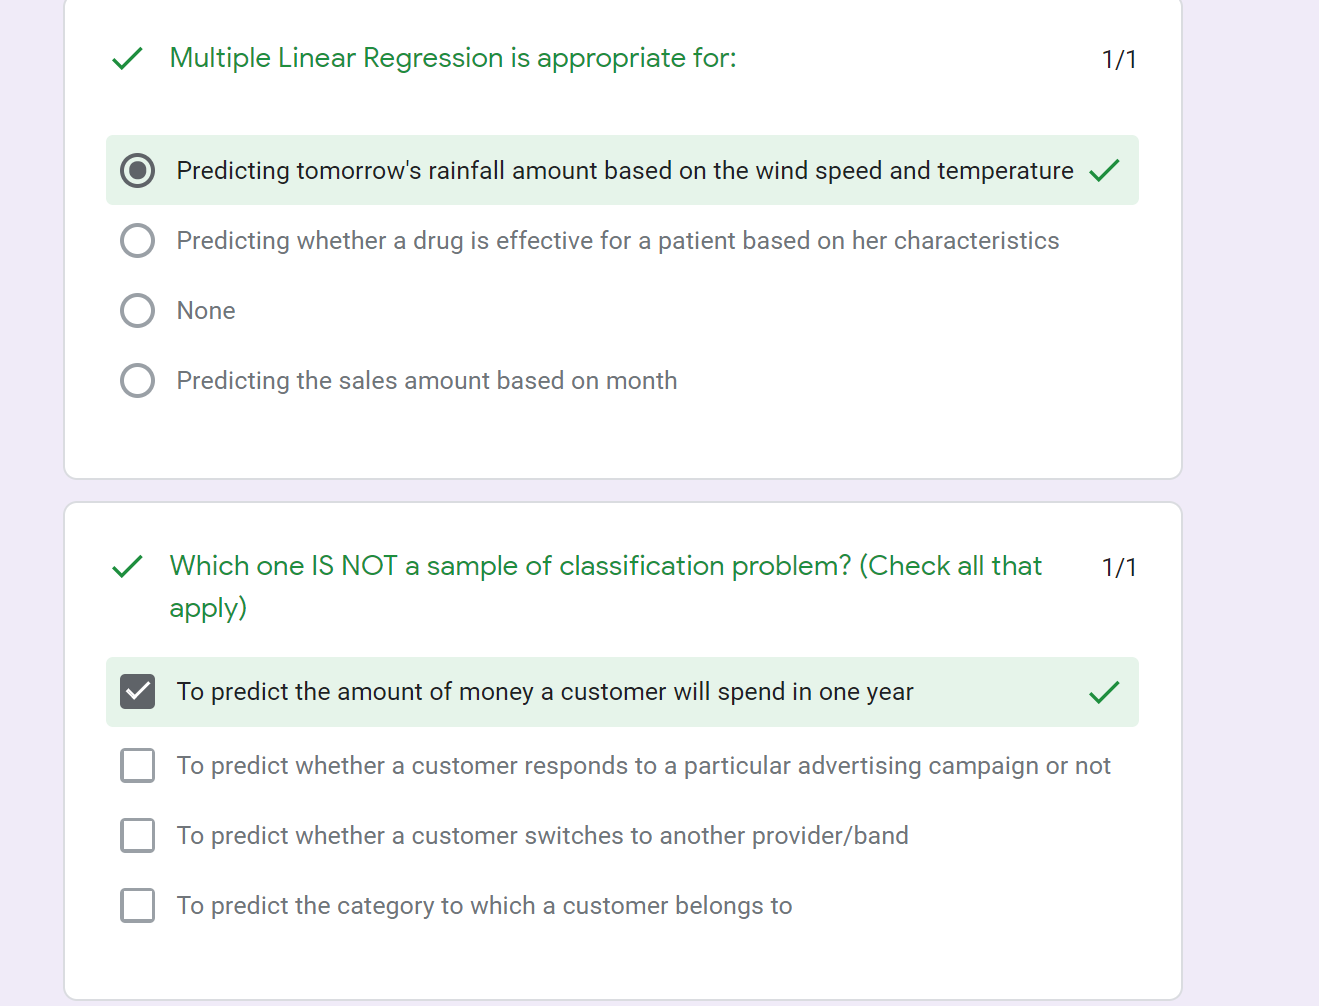 Multiple Linear Regression is appropriate for:
1/1
Predicting tomorrow's rainfall amount based on the wind speed and temperature
Predicting whether a drug is effective for a patient based on her characteristics
None
Predicting the sales amount based on month
Which one IS NOT a sample of classification problem? (Check all that
apply)
1/1
To predict the amount of money a customer will spend in one year
To predict whether a customer responds to a particular advertising campaign or not
To predict whether a customer switches to another provider/band
To predict the category to which a customer belongs to